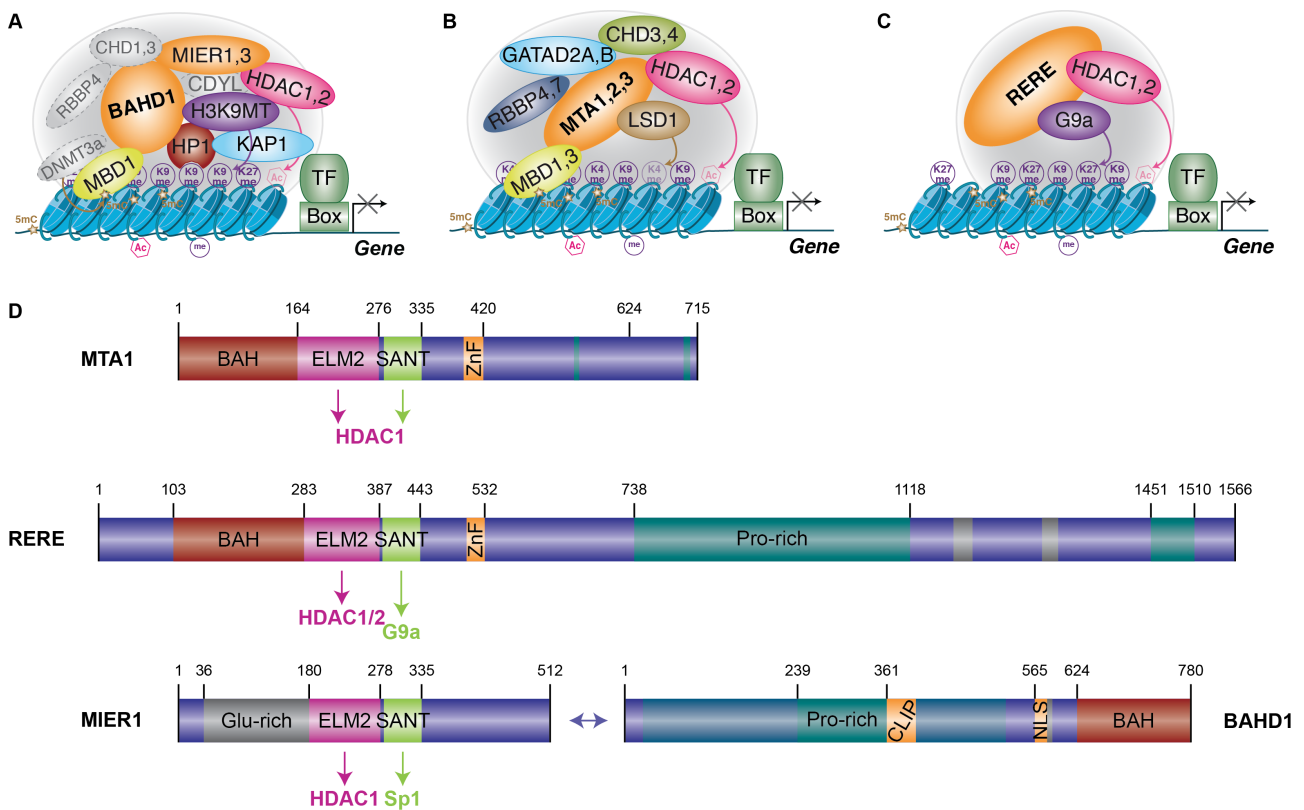 A
CHD1,3
MIER1,3
RBBP4
CDYL
HDAC1,2
BAHD1
H3K9MT
HP1
KAP1
DNMT3a
MBD1
K9 me
K9 me
K9 me
K27 me
Ac
5mC
5mC
5mC
TF
Box
Ac
me
Gene
B
CHD3,4
GATAD2A,B
HDAC1,2
RBBP4,7
MTA1,2,3
LSD1
MBD1,3
K4 me
K9 me
K4 me
K9 me
Ac
5mC
5mC
5mC
TF
Box
Ac
me
Gene
C
RERE
HDAC1,2
G9a
K27 me
K9 me
K27 me
K9 me
K27 me
K9 me
Ac
5mC
5mC
5mC
TF
Box
Ac
me
Gene
D
1 164 276 335 420 624 715
MTA1
BAH ELM2 SANT ZnF
HDAC1
1 103 283 387 443 532 738 1118 1451 1510 1566
RERE
BAH ELM2 SANT ZnF Pro-rich
HDAC1/2
G9a
1 36 180 278 335 512 1 239 361 565 624 780
MIER1
Glu-rich ELM2 SANT Pro-rich CLIP NLS BAH
BAHD1
HDAC1 Sp1